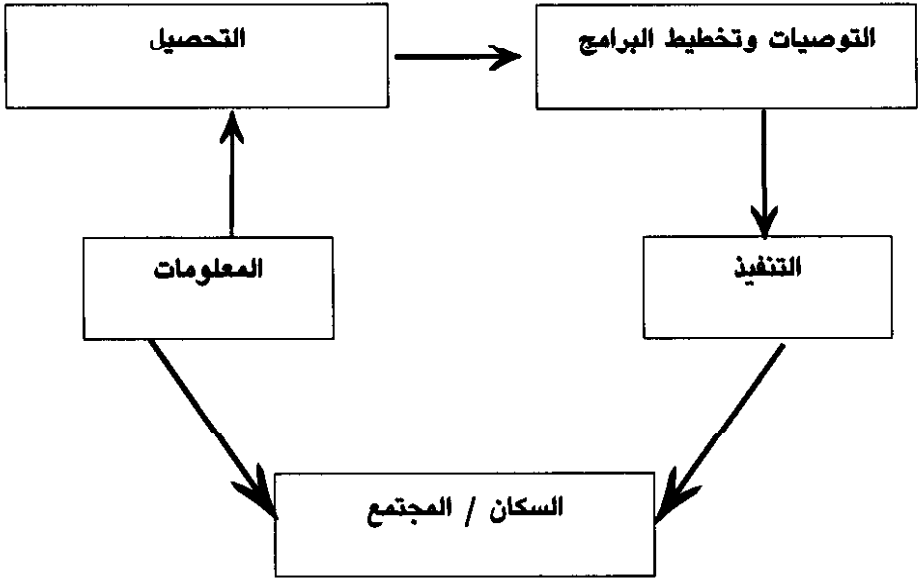 التحصيل
التوصيات وتخطيط البرامج
المعلومات
التنفيذ
السكان / المجتمع